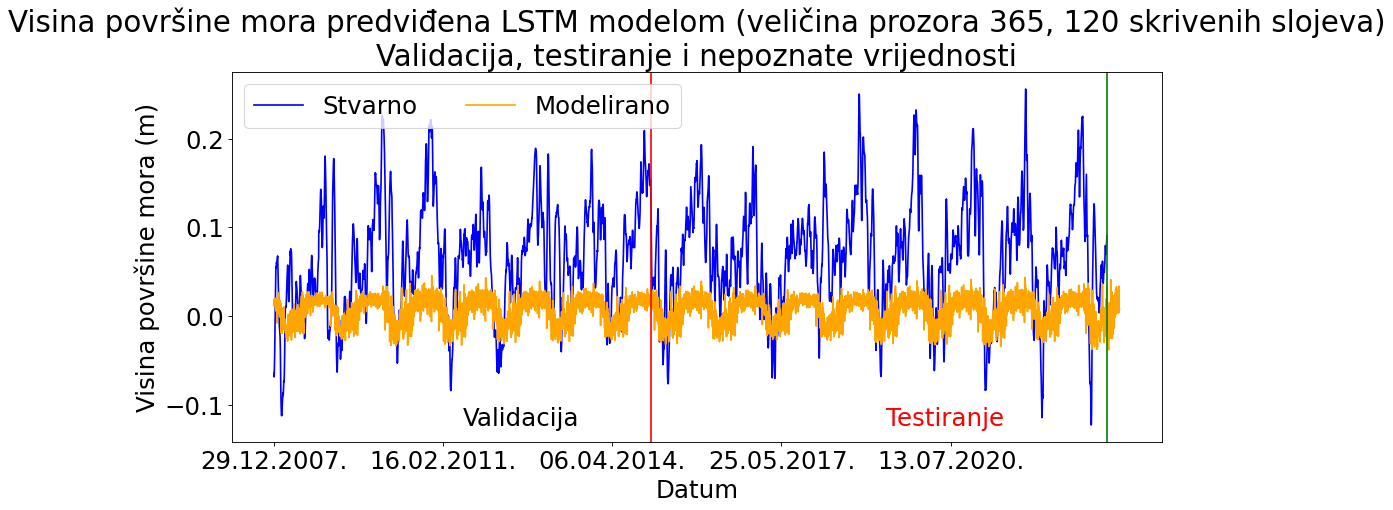 Visina površine mora predviđena LSTM modelom (veličina prozora 365, 120 skrivenih slojeva)
Validacija, testiranje i nepoznate vrijednosti
Stvarno
Modelirano
Visina površine mora (m)
0.2
0.1
0.0
−0.1
Validacija
Testiranje
29.12.2007.
16.02.2011.
06.04.2014.
25.05.2017.
13.07.2020.
Datum